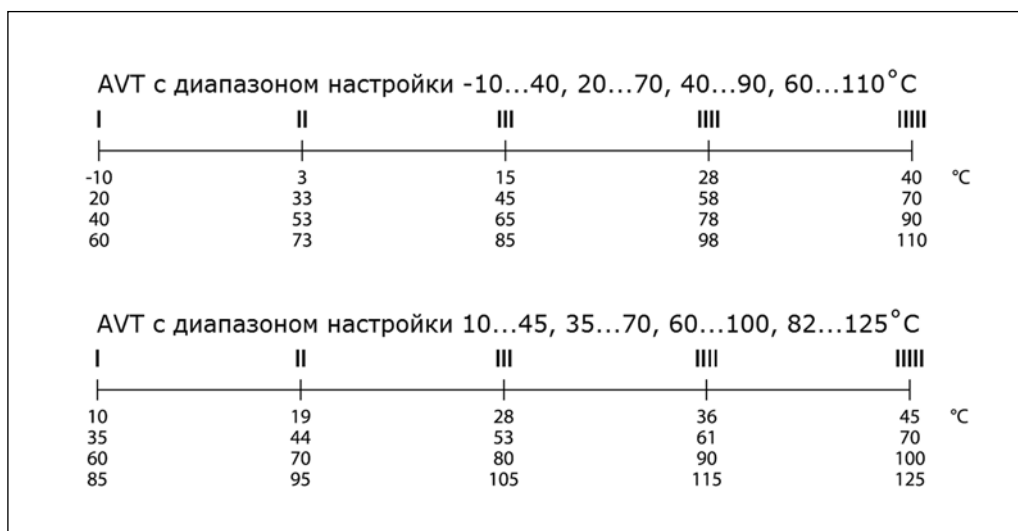 AVT с диапазоном настройки -10...40, 20...70, 40...90, 60...110°C
I II III IIII IIIII
-10 3 15 28 40 °C
20 33 45 58 70
40 53 65 78 90
60 73 85 98 110
AVT с диапазоном настройки 10...45, 35...70, 60...100, 82...125°C
I II III IIII IIIII
10 19 28 36 45 °C
35 44 53 61 70
60 70 80 90 100
85 95 105 115 125